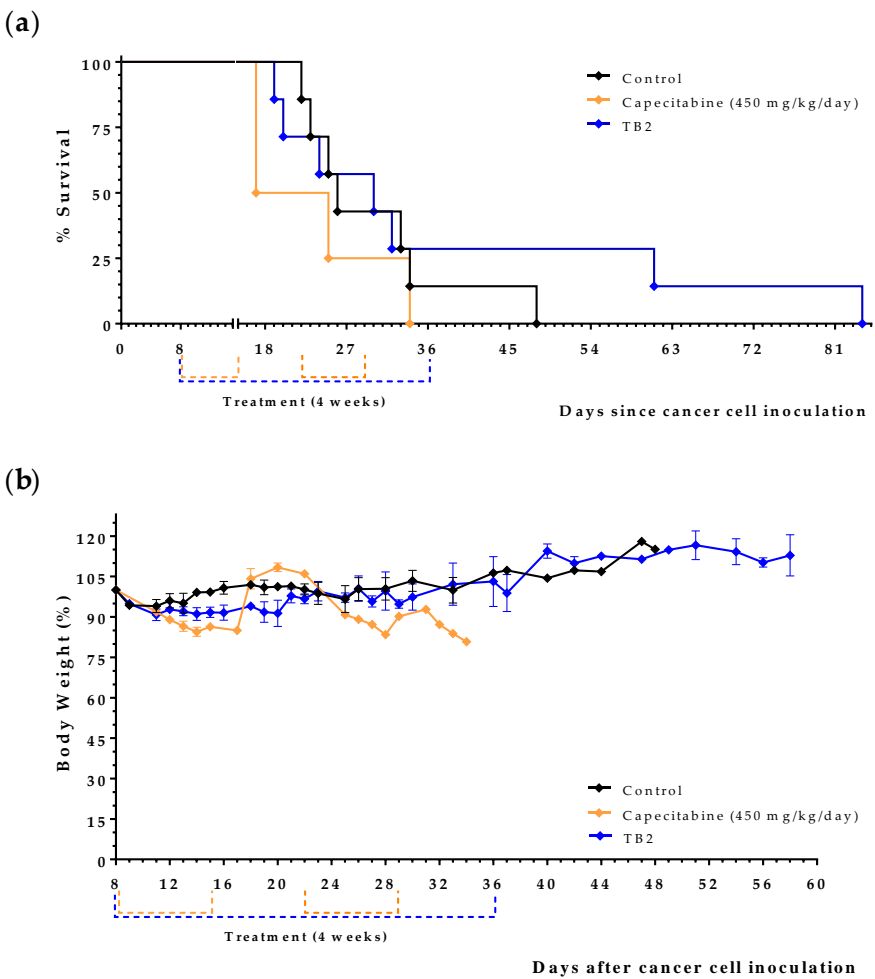 (a)
100
75
50
25
0
% Survival
Control
Capecitabine (450 mg/kg/day)
TB2
0 8 18 27 36 45 54 63 72 81
Treatment (4 weeks)
Days since cancer cell inoculation
(b)
120
105
90
75
60
45
30
15
0
Body Weight (%)
Control
Capecitabine (450 mg/kg/day)
TB2
8 12 16 20 24 28 32 36 40 44 48 52 56 60
Treatment (4 weeks)
Days after cancer cell inoculation